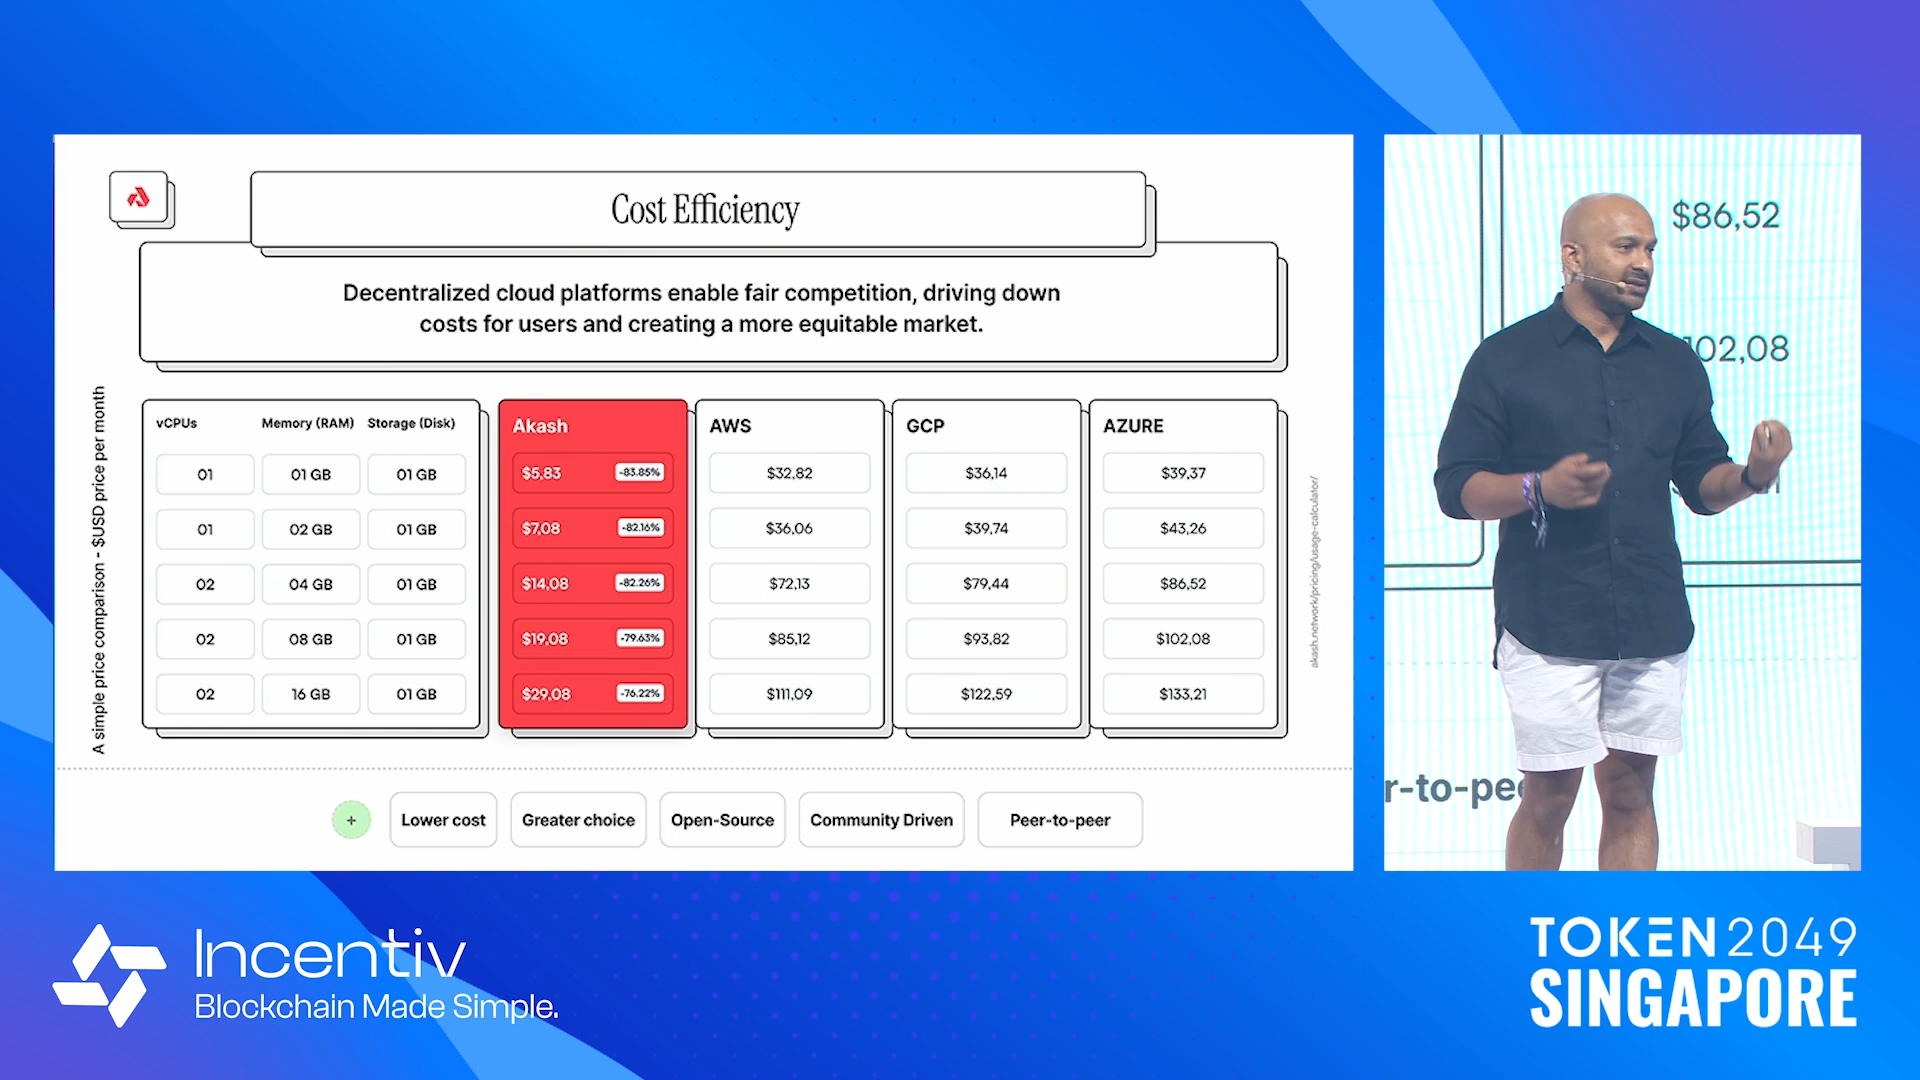 Cost Efficiency
Decentralized cloud platforms enable fair competition, driving down
costs for users and creating a more equitable market.
A simple price comparison - $USD price per month
vCPUs Memory (RAM) Storage (Disk)
01 01 GB 01 GB
01 02 GB 01 GB
02 04 GB 01 GB
02 08 GB 01 GB
02 16 GB 01 GB
Akash
$5,83 -83.85%
$7,08 -82.16%
$14,08 -82.26%
$19,08 -79.63%
$29,08 -76.22%
AWS
$32,82
$36,06
$72,13
$85,12
$111,09
GCP
$36,14
$39,74
$79,44
$93,82
$122,59
AZURE
$39,37
$43,26
$86,52
$102,08
$133,21
akash.network/pricing/usage-calculator/
+ Lower cost Greater choice Open-Source Community Driven Peer-to-peer
$86,52
102,08
r-to-pee
Incentiv
Blockchain Made Simple.
TOKEN2049
SINGAPORE